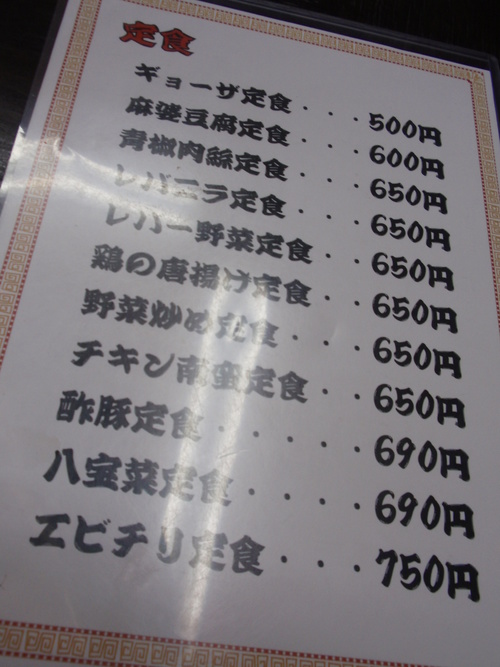 定食
ギョーザ定食・・・500円
麻婆豆腐定食・・・600円
青椒肉絲定食・・・650円
レバニラ定食・・・650円
レバー野菜定食・・650円
鶏の唐揚げ定食・・650円
野菜炒め定食・・・650円
チキン南蛮定食・・650円
酢豚定食・・・・・690円
八宝菜定食・・・・690円
エビチリ定食・・・750円